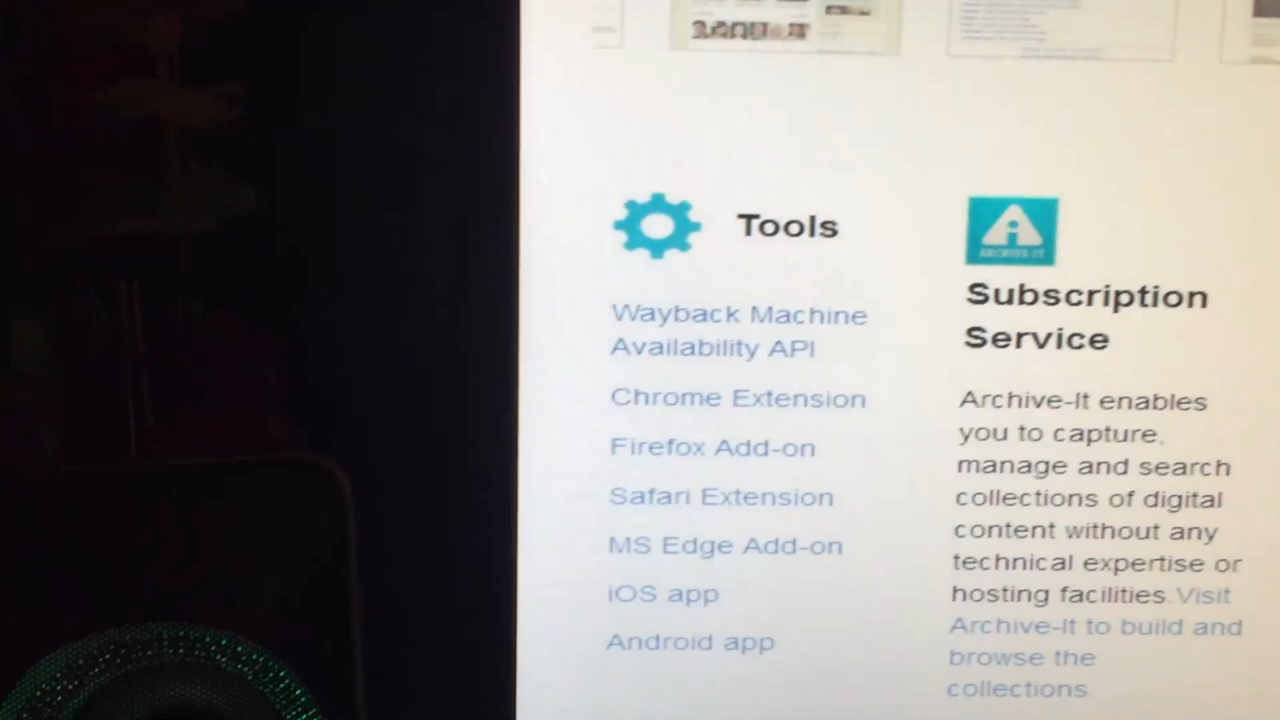 Tools
Wayback Machine
Availability API
Chrome Extension
Firefox Add-on
Safari Extension
MS Edge Add-on
iOS app
Android app
ARCHIVE-IT
Subscription
Service
Archive-It enables
you to capture,
manage and search
collections of digital
content without any
technical expertise or
hosting facilities. Visit
Archive-It to build and
browse the
collections.